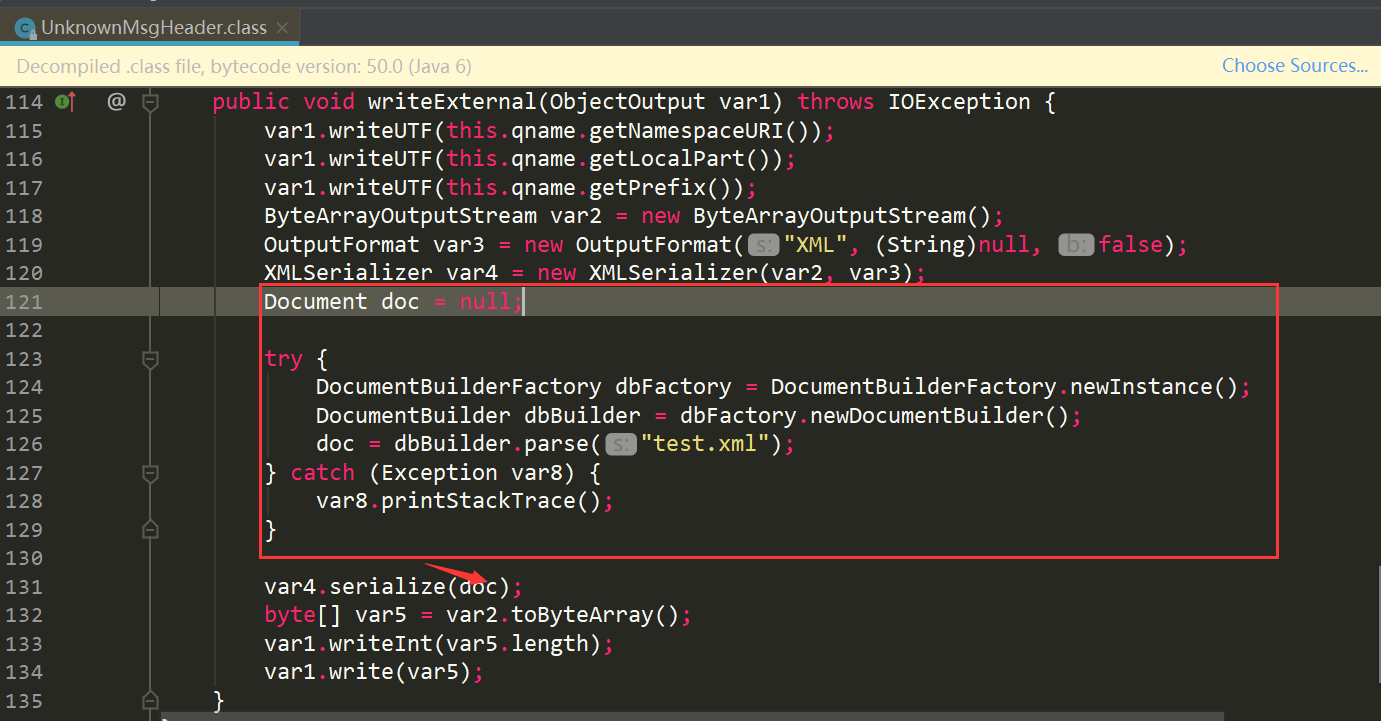 UnknownMsgHeader.class
Decompiled .class file, bytecode version: 50.0 (Java 6) Choose Sources...
114 @ public void writeExternal(ObjectOutput var1) throws IOException {
115 var1.writeUTF(this.qname.getNamespaceURI());
116 var1.writeUTF(this.qname.getLocalPart());
117 var1.writeUTF(this.qname.getPrefix());
118 ByteArrayOutputStream var2 = new ByteArrayOutputStream();
119 OutputFormat var3 = new OutputFormat( s: "XML", (String)null, b: false);
120 XMLSerializer var4 = new XMLSerializer(var2, var3);
121 Document doc = null;
122
123 try {
124 DocumentBuilderFactory dbFactory = DocumentBuilderFactory.newInstance();
125 DocumentBuilder dbBuilder = dbFactory.newDocumentBuilder();
126 doc = dbBuilder.parse( s: "test.xml");
127 } catch (Exception var8) {
128 var8.printStackTrace();
129 }
130
131 var4.serialize(doc);
132 byte[] var5 = var2.toByteArray();
133 var1.writeInt(var5.length);
134 var1.write(var5);
135 }